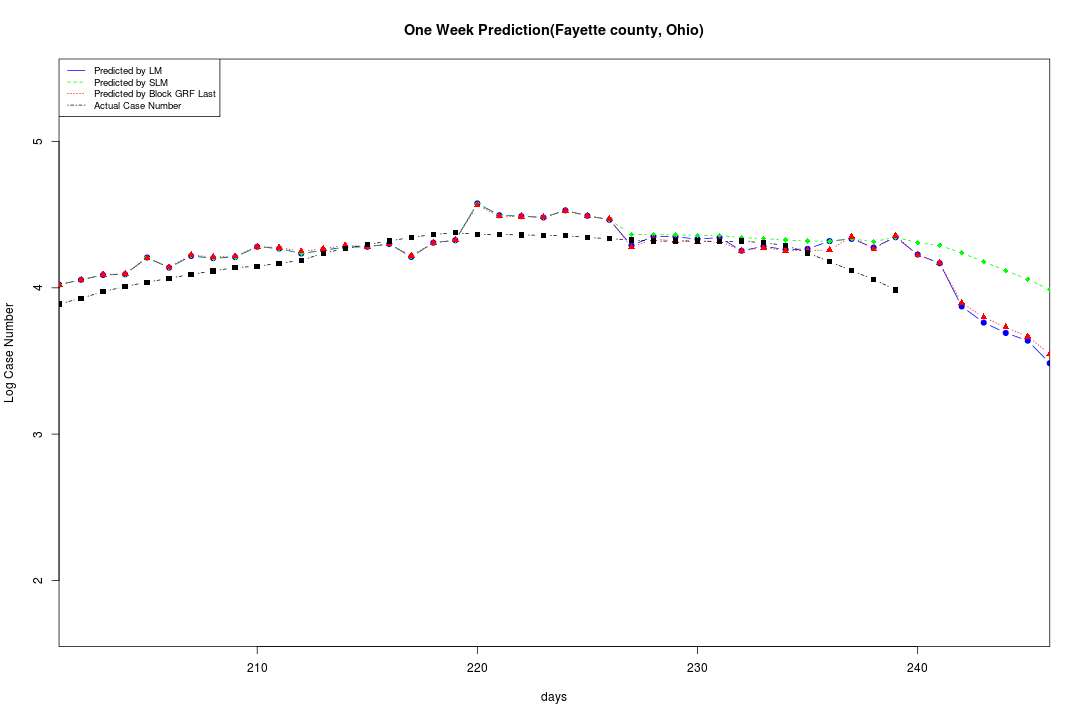 One Week Prediction(Fayette county, Ohio)
Predicted by LM
Predicted by SLM
Predicted by Block GRF Last
Actual Case Number
5
4
3
2
Log Case Number
210 220 230 240
days